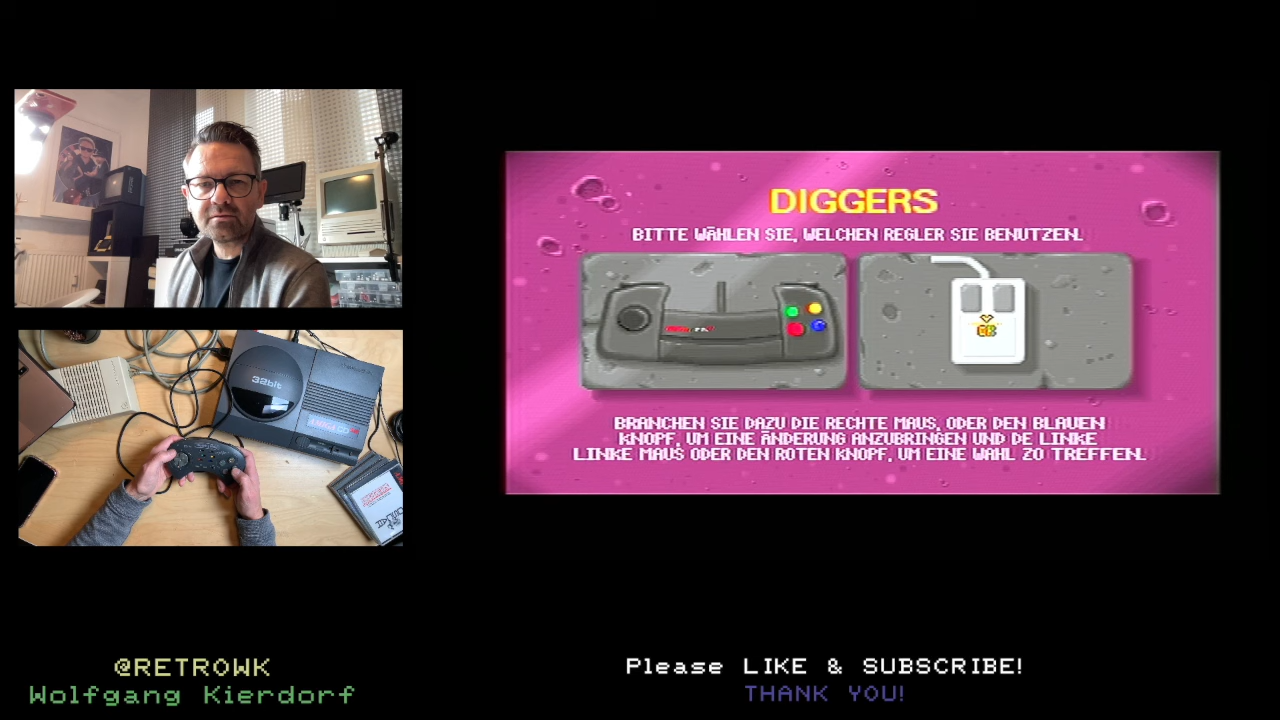 DIGGERS
BITTE WÄHLEN SIE, WELCHEN REGLER SIE BENUTZEN.
BRANCHEN SIE DAZU DIE RECHTE MAUS, ODER DEN BLAUEN
KNOPF, UM EINE ÄNDERUNG ANZUBRINGEN UND DE LINKE
LINKE MAUS ODER DEN ROTEN KNOPF, UM EINE WAHL ZO TREFFEN.
32bit
@RETROWK
Wolfgang Kierdorf
Please LIKE & SUBSCRIBE!
THANK YOU!